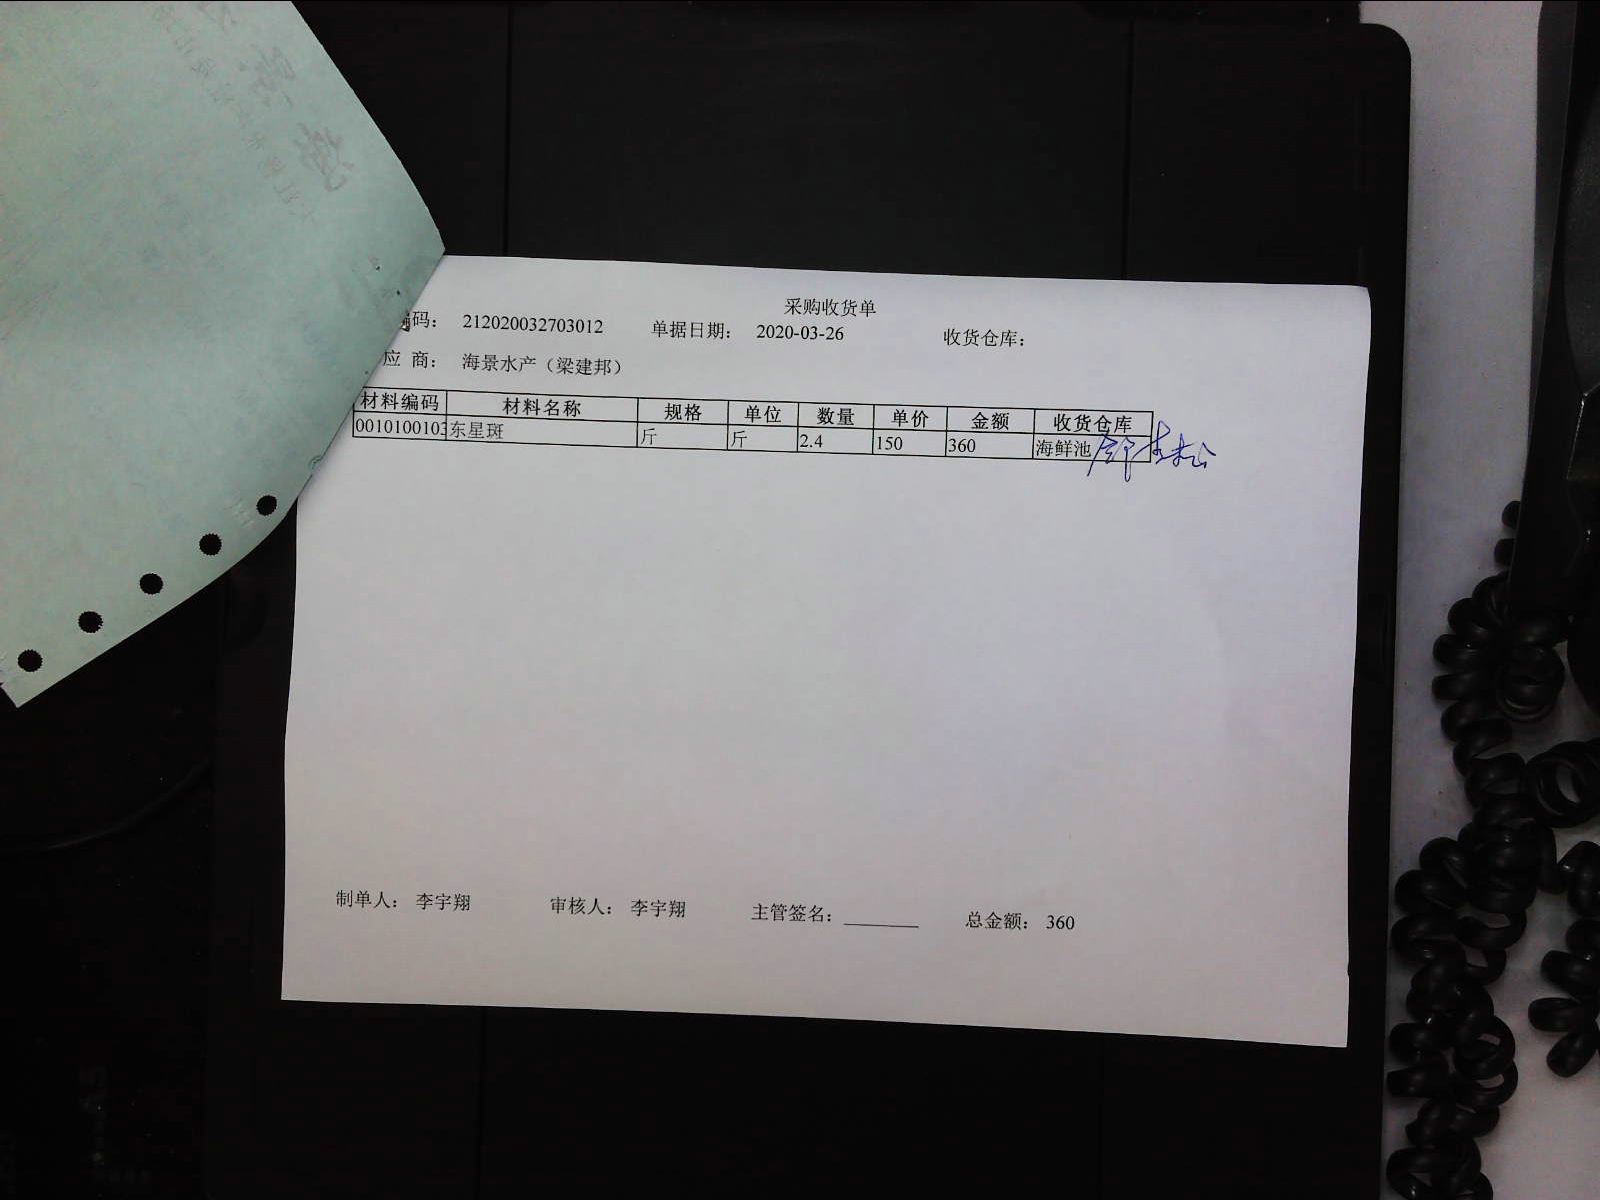 采购收货单
编码： 212020032703012 单据日期： 2020-03-26 收货仓库：
应 商： 海景水产（梁建邦）
材料编码 材料名称 规格 单位 数量 单价 金额 收货仓库
0010100103 东星斑 斤 斤 2.4 150 360 海鲜池
制单人： 李宇翔 审核人： 李宇翔 主管签名： ________ 总金额： 360